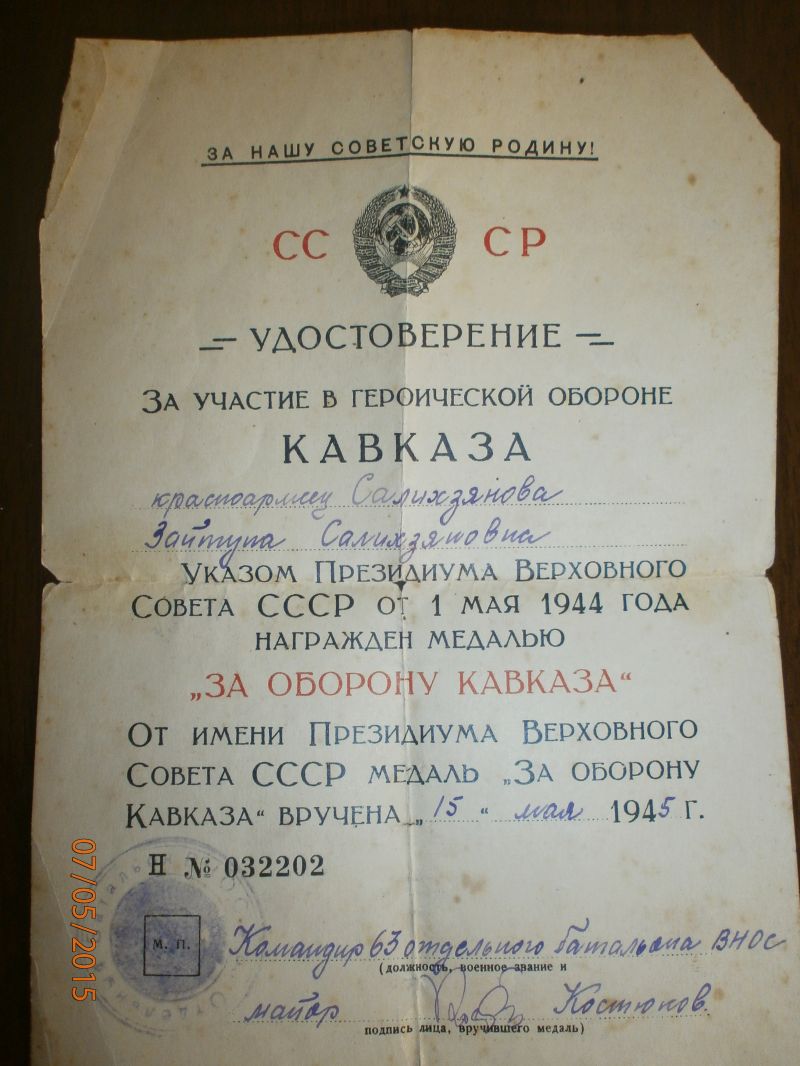 ЗА НАШУ СОВЕТСКУЮ РОДИНУ!
СС СР
УДОСТОВЕРЕНИЕ
ЗА УЧАСТИЕ В ГЕРОИЧЕСКОЙ ОБОРОНЕ
КАВКАЗА
красноармеец Салихзянова
Зайтуна Салихзяновна
УКАЗОМ ПРЕЗИДИУМА ВЕРХОВНОГО
СОВЕТА СССР ОТ 1 МАЯ 1944 ГОДА
НАГРАЖДЕН МЕДАЛЬЮ
„ЗА ОБОРОНУ КАВКАЗА“
ОТ ИМЕНИ ПРЕЗИДИУМА ВЕРХОВНОГО
СОВЕТА СССР МЕДАЛЬ „ЗА ОБОРОНУ
КАВКАЗА“ ВРУЧЕНА „15“ мая 1945 Г.
Н № 032202
М. П.
Командир 63 отдельного батальона ВНОС
(должность, военное звание и
майор Костюков.
подпись лица, вручившего медаль)
07/05/2015